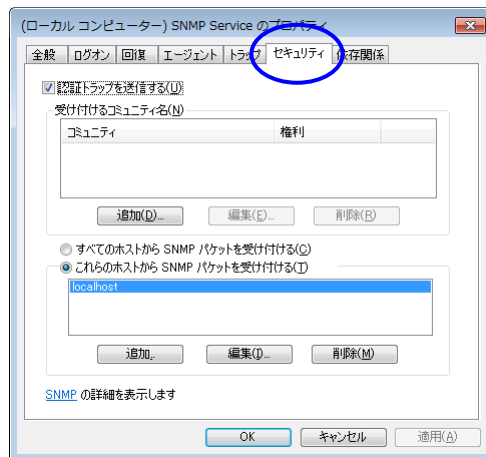 (ローカル コンピューター) SNMP Service のプロパティ
全般 ログオン 回復 エージェント トラップ セキュリティ 依存関係
認証トラップを送信する(U)
受け付けるコミュニティ名(N)
コミュニティ 権利
追加(D)... 編集(E)... 削除(R)
すべてのホストから SNMP パケットを受け付ける(C)
これらのホストから SNMP パケットを受け付ける(T)
localhost
追加... 編集(I)... 削除(M)
SNMP の詳細を表示します
OK キャンセル 適用(A)